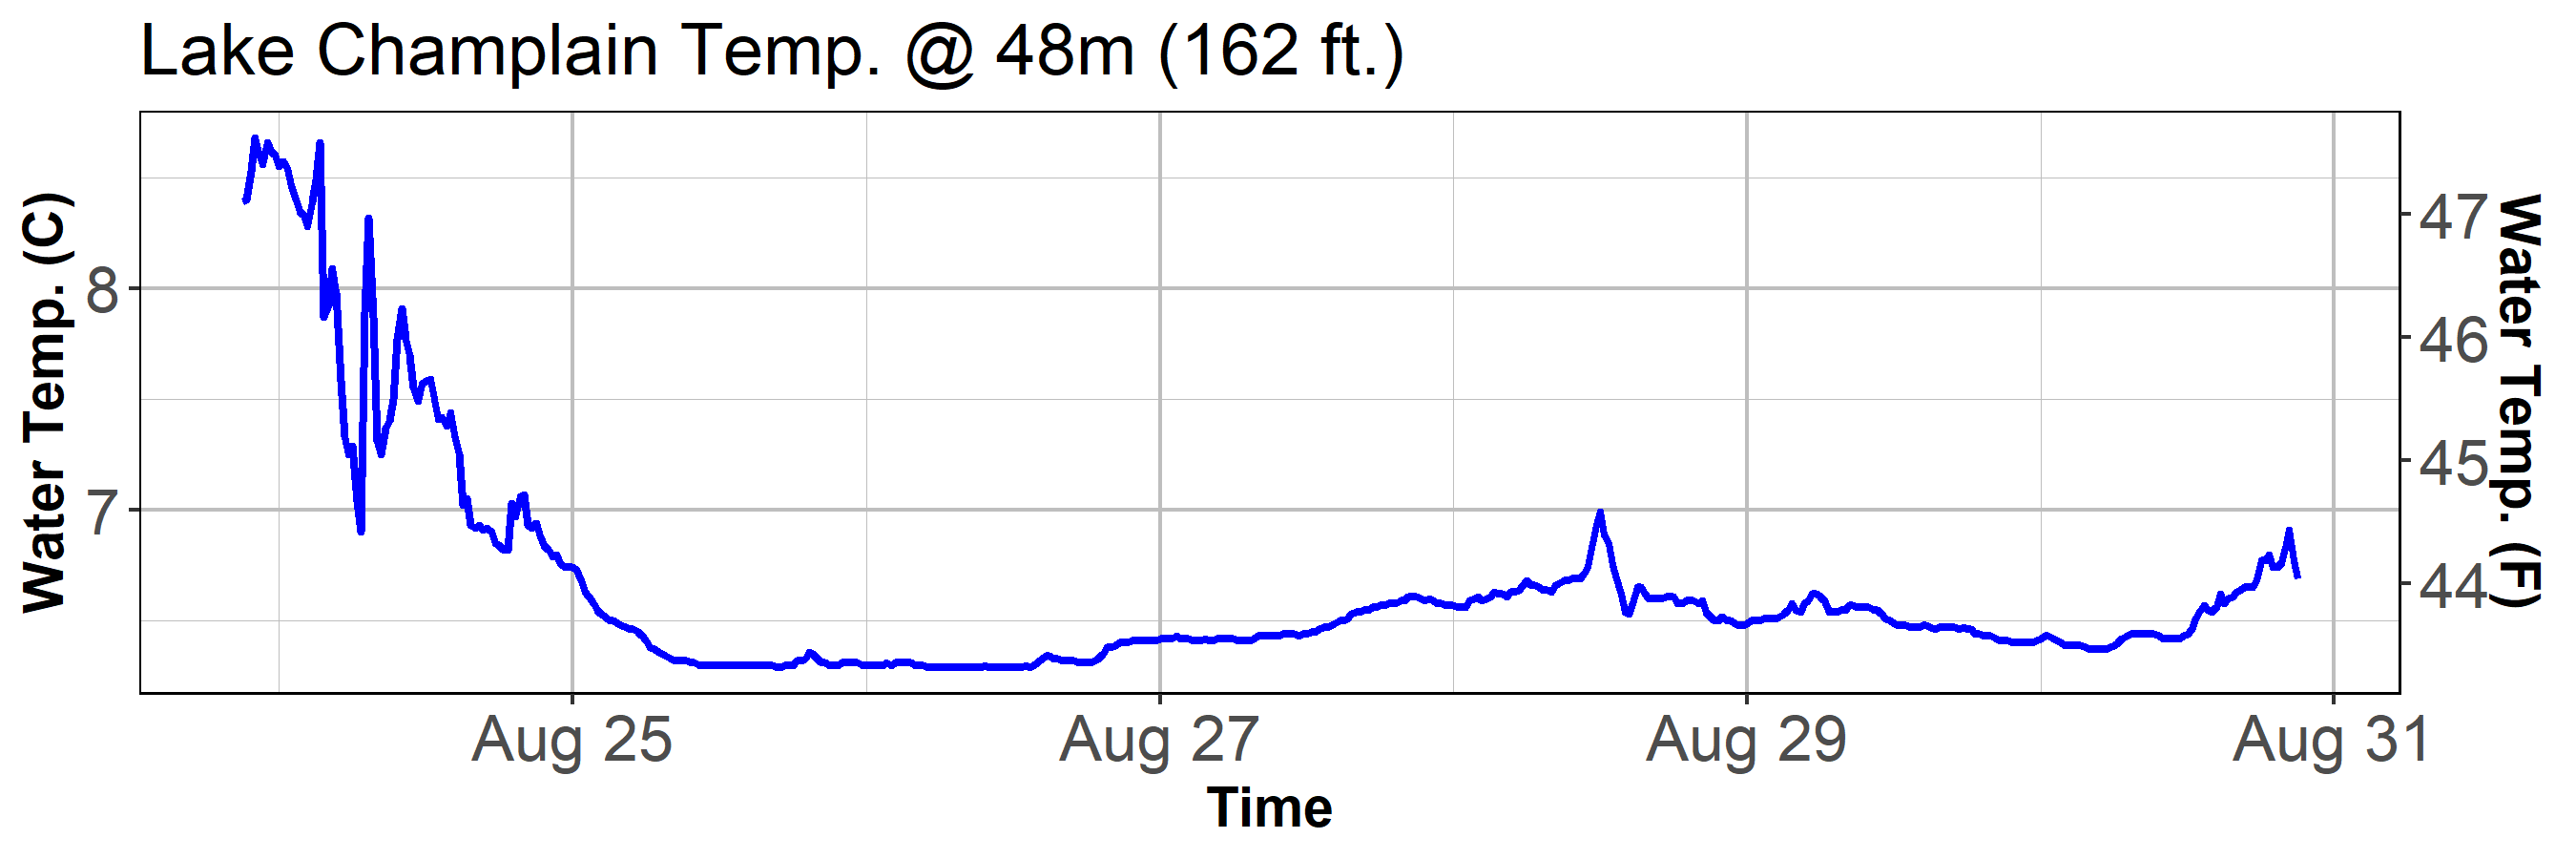 Lake Champlain Temp. @ 48m (162 ft.)
Water Temp. (C)
8
7
47
46
45
44
Water Temp. (F)
Aug 25 Aug 27 Aug 29 Aug 31
Time